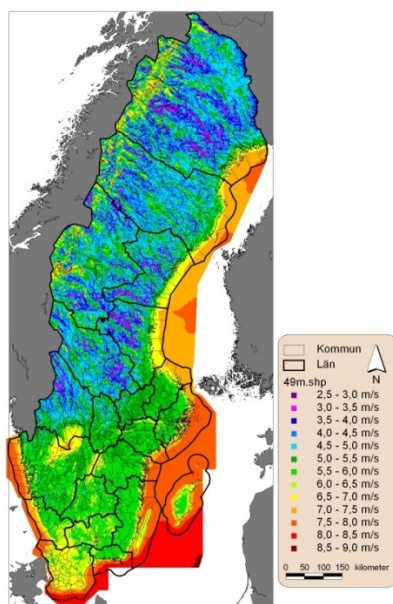 Kommun
Län
N
49m.shp
2,5 - 3,0 m/s
3,0 - 3,5 m/s
3,5 - 4,0 m/s
4,0 - 4,5 m/s
4,5 - 5,0 m/s
5,0 - 5,5 m/s
5,5 - 6,0 m/s
6,0 - 6,5 m/s
6,5 - 7,0 m/s
7,0 - 7,5 m/s
7,5 - 8,0 m/s
8,0 - 8,5 m/s
8,5 - 9,0 m/s
0 50 100 150 kilometer